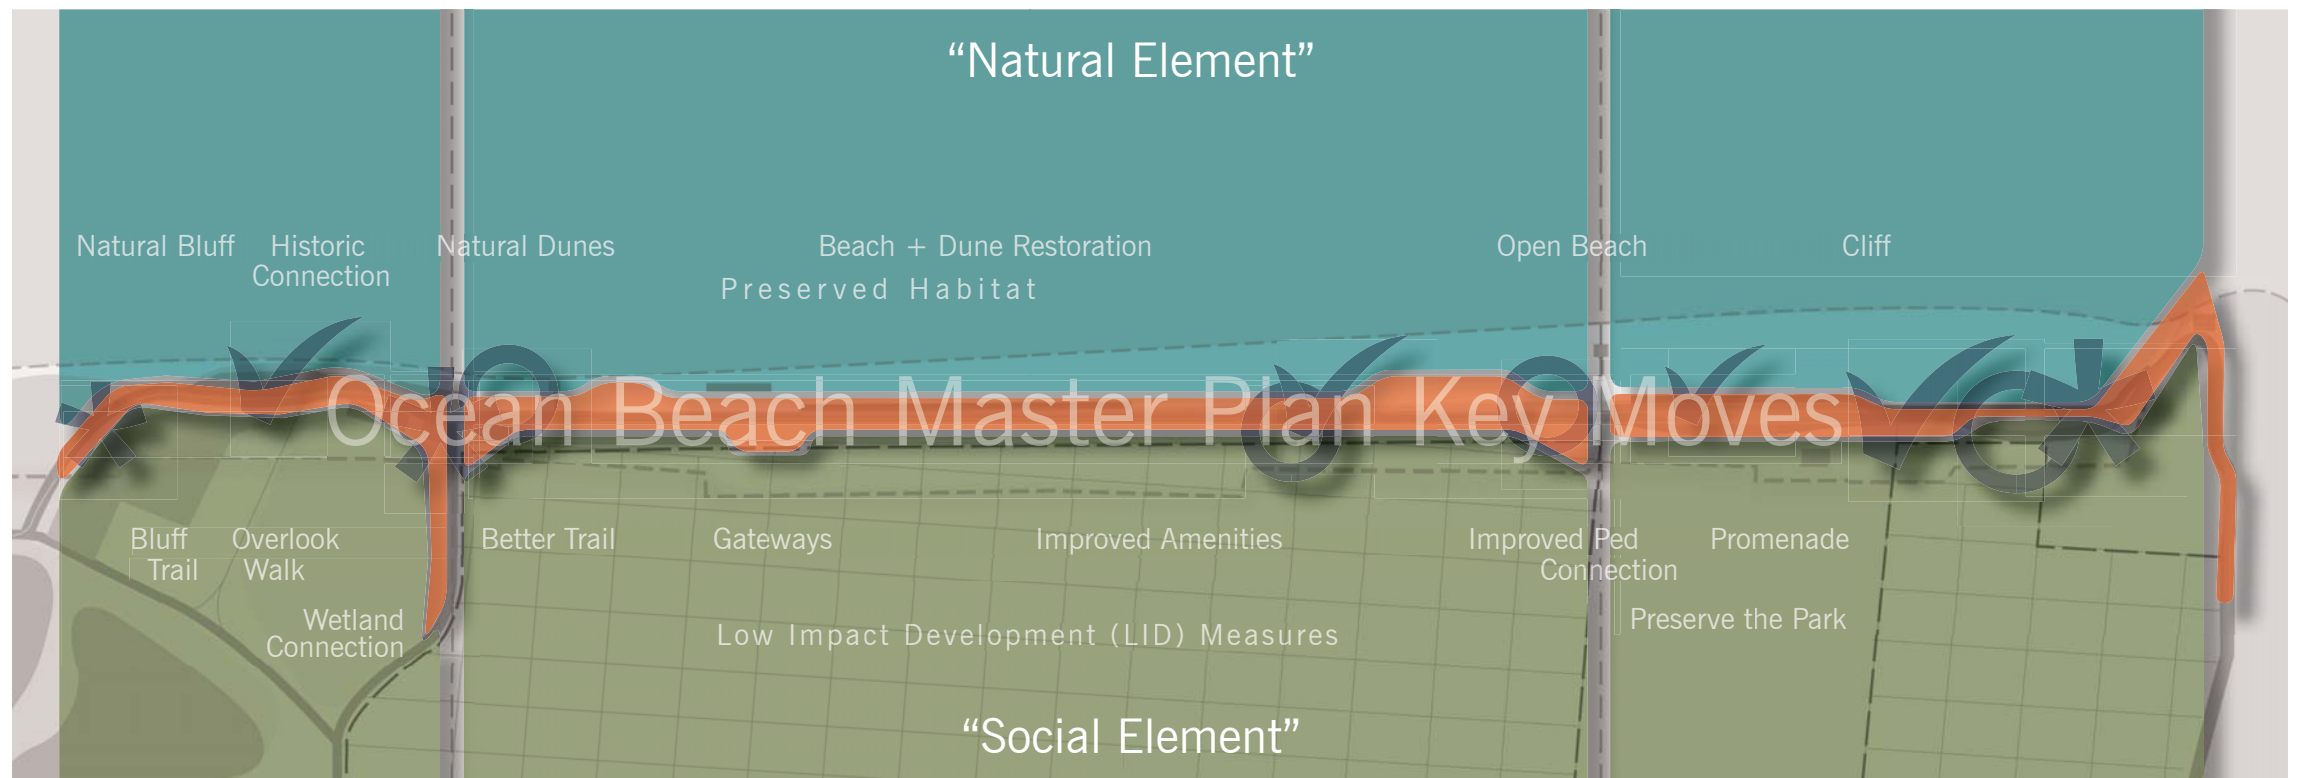 “Natural Element”
Natural Bluff
Historic
Connection
Natural Dunes
Beach + Dune Restoration
Preserved Habitat
Open Beach
Cliff
Ocean Beach Master Plan Key Moves
Bluff
Trail
Overlook
Walk
Wetland
Connection
Better Trail
Gateways
Improved Amenities
Low Impact Development (LID) Measures
Improved Ped
Connection
Promenade
Preserve the Park
“Social Element”